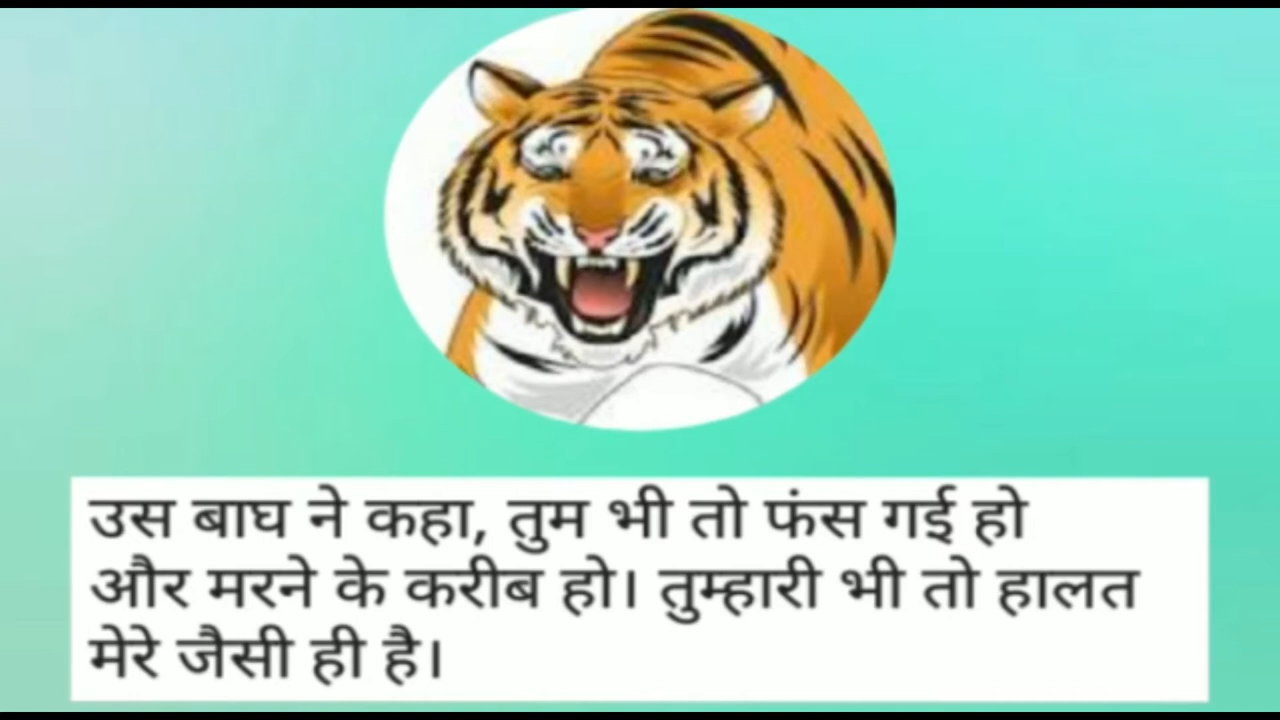 उस बाघ ने कहा, तुम भी तो फंस गई हो
और मरने के करीब हो। तुम्हारी भी तो हालत
मेरे जैसी ही है।